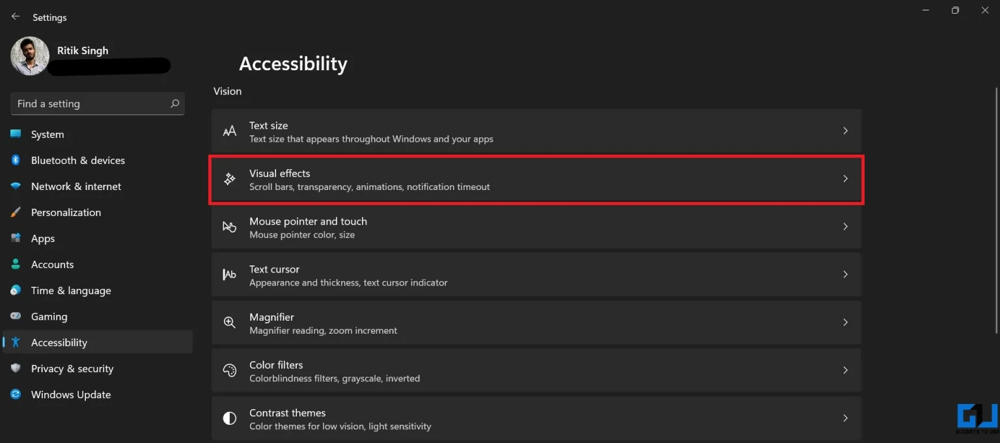 Settings
Ritik Singh
Find a setting
System
Bluetooth & devices
Network & internet
Personalization
Apps
Accounts
Time & language
Gaming
Accessibility
Privacy & security
Windows Update
Accessibility
Vision
Text size
Text size that appears throughout Windows and your apps
Visual effects
Scroll bars, transparency, animations, notification timeout
Mouse pointer and touch
Mouse pointer color, size
Text cursor
Appearance and thickness, text cursor indicator
Magnifier
Magnifier reading, zoom increment
Color filters
Colorblindness filters, grayscale, inverted
Contrast themes
Color themes for low vision, light sensitivity
GADGETS TO USE